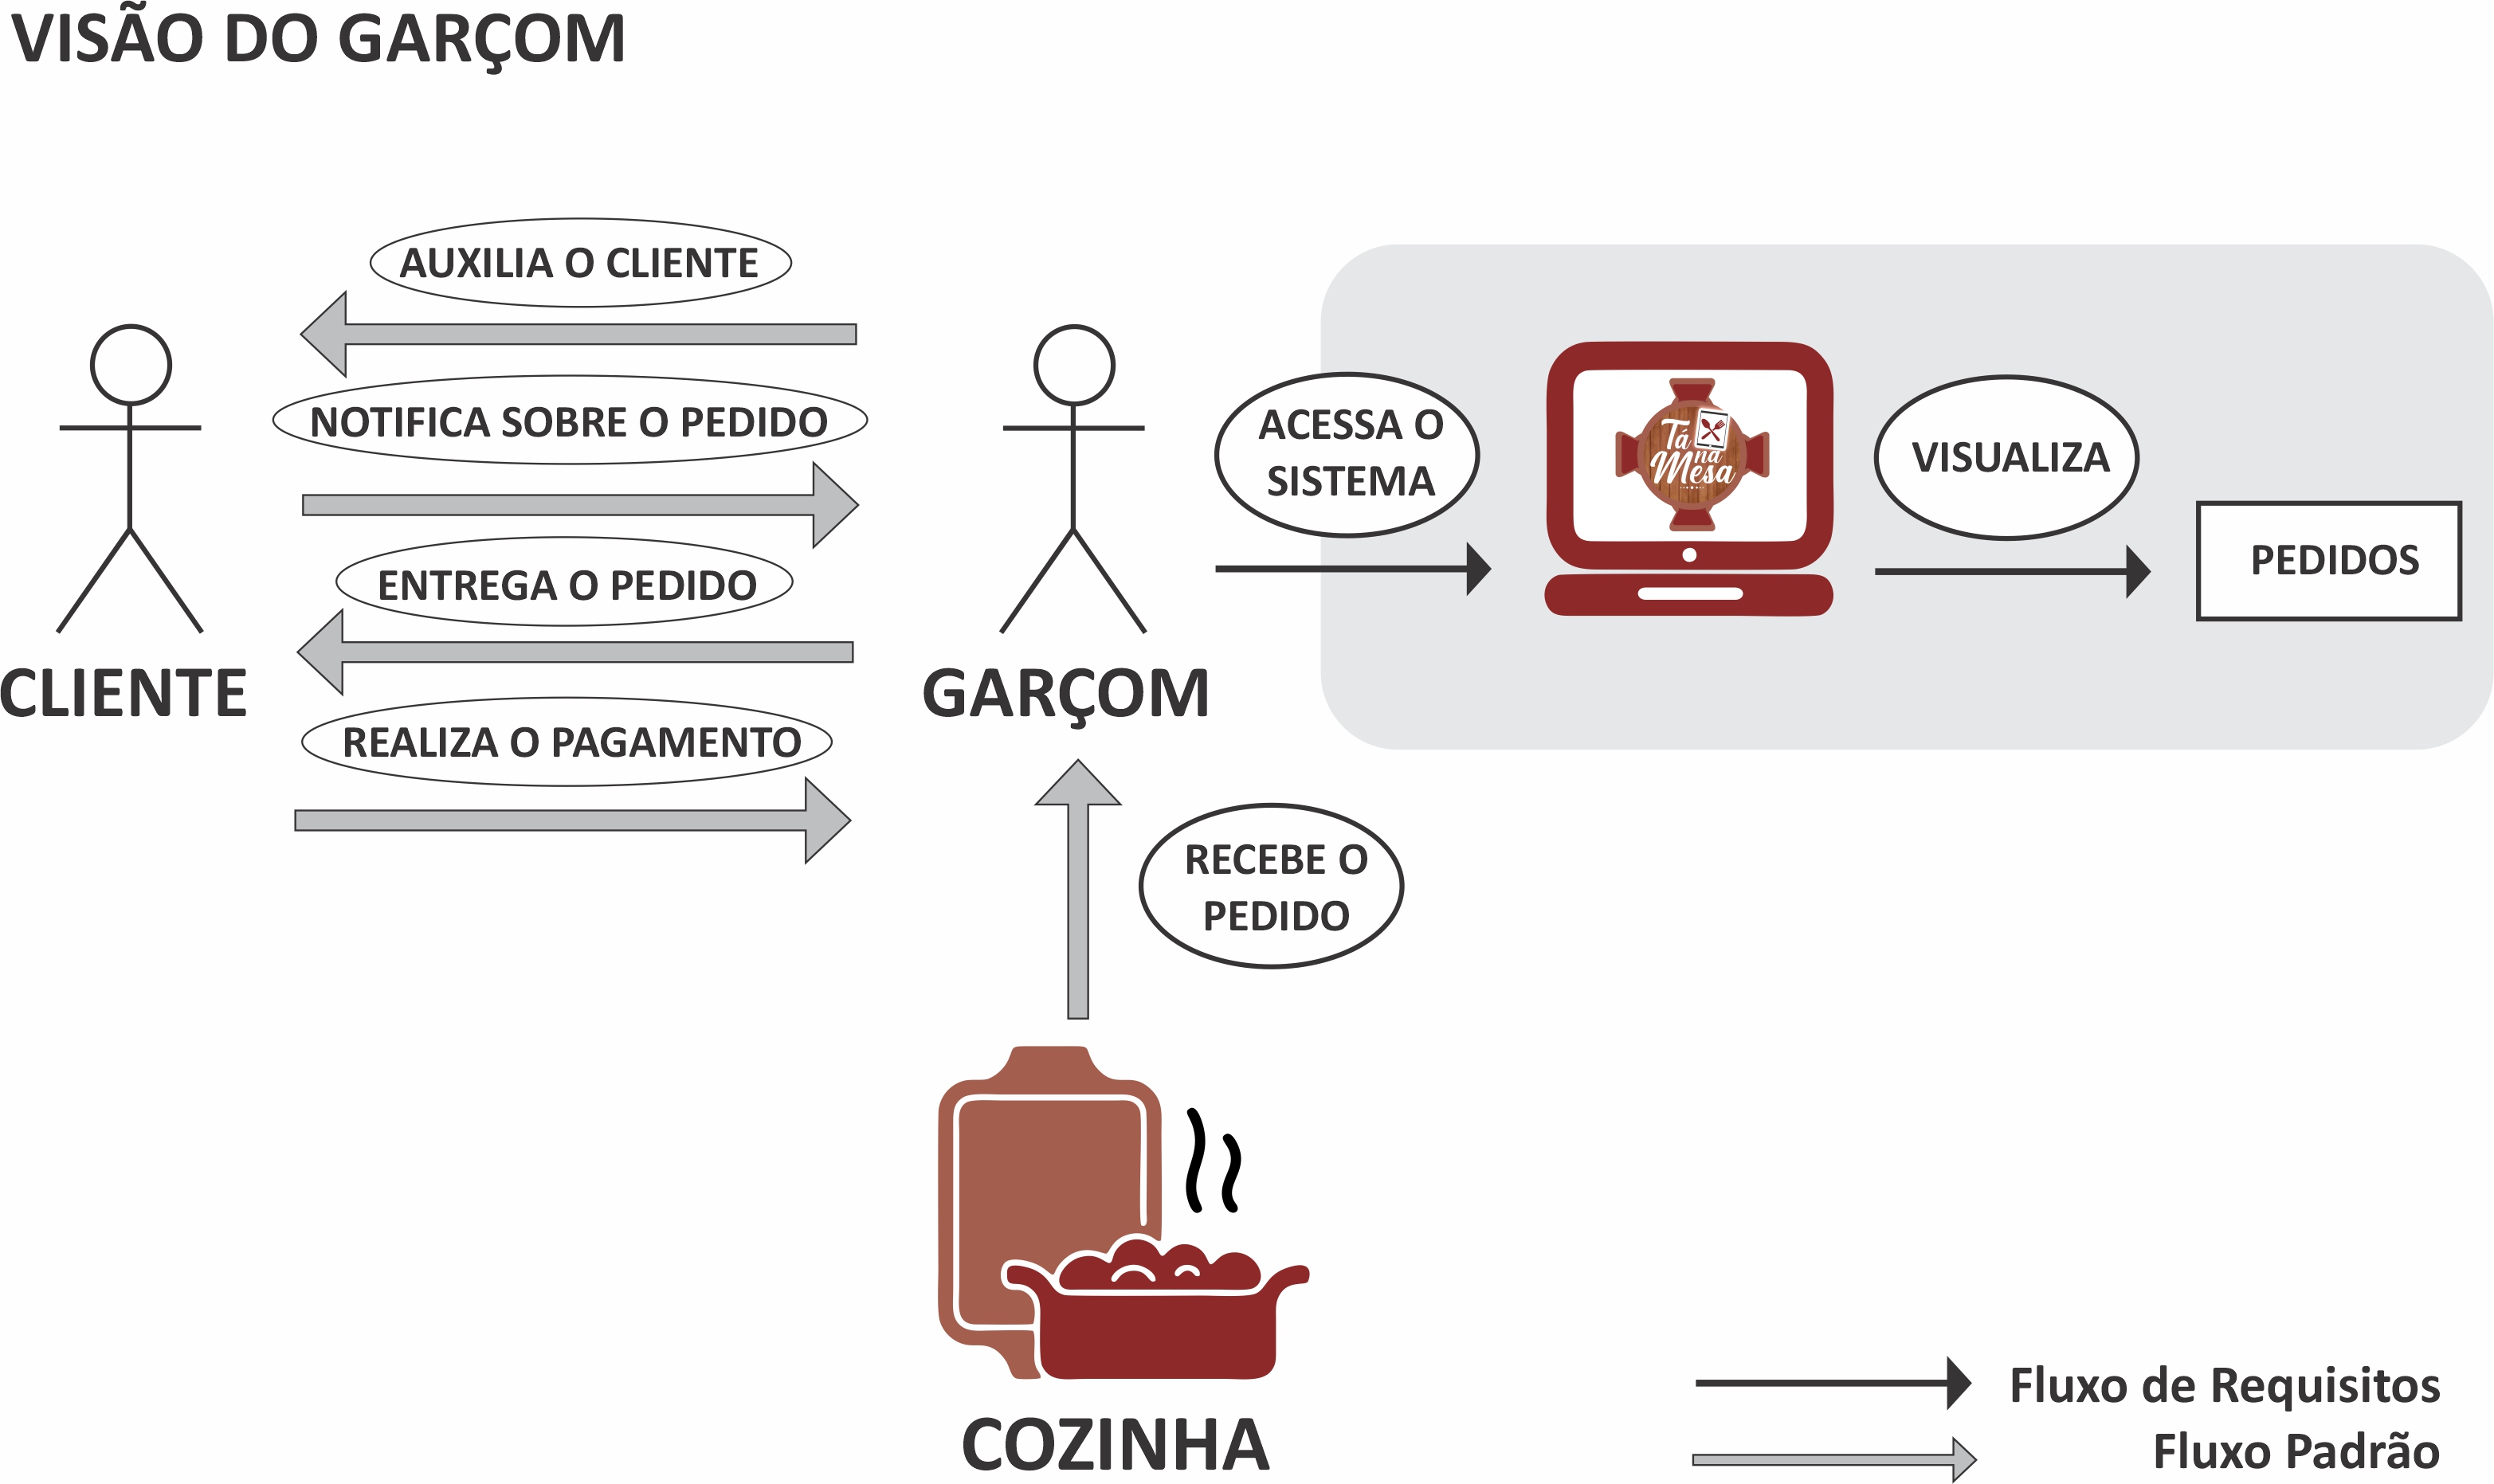 VISÃO DO GARÇOM
AUXILIA O CLIENTE
NOTIFICA SOBRE O PEDIDO
ENTREGA O PEDIDO
REALIZA O PAGAMENTO
CLIENTE
GARÇOM
ACESSA O
SISTEMA
Tá
na
Mesa
VISUALIZA
PEDIDOS
RECEBE O
PEDIDO
COZINHA
Fluxo de Requisitos
Fluxo Padrão